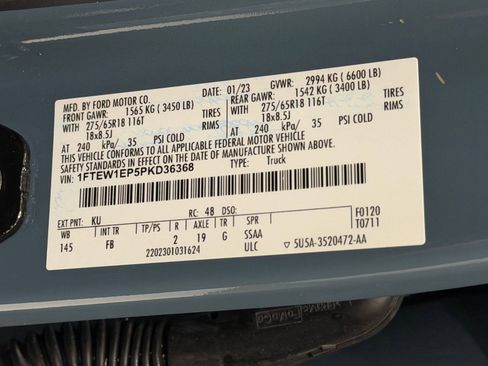 MFD. BY FORD MOTOR CO.
DATE: 01/23 GVWR: 2994 KG (6600 LB)
FRONT GAWR: 1565 KG (3450 LB) REAR GAWR: 1542 KG (3400 LB)
WITH 275/65R18 116T TIRES WITH 275/65R18 116T TIRES
18x8.5J RIMS 18x8.5J RIMS
AT 240 kPa/ 35 PSI COLD AT 240 kPa/ 35 PSI COLD
THIS VEHICLE CONFORMS TO ALL APPLICABLE FEDERAL MOTOR VEHICLE
SAFETY STANDARDS IN EFFECT ON THE DATE OF MANUFACTURE SHOWN ABOVE.
VIN: 1FTEW1EP5PKD36368 TYPE: Truck
EXT PNT: KU RC: 48 DSO: F0120
WB INT TR TP/PS R AXLE TR SPR T0711
145 FB 2 19 G SSAA
2202301031624 ULC 5U5A-3520472-AA
FoMoCo